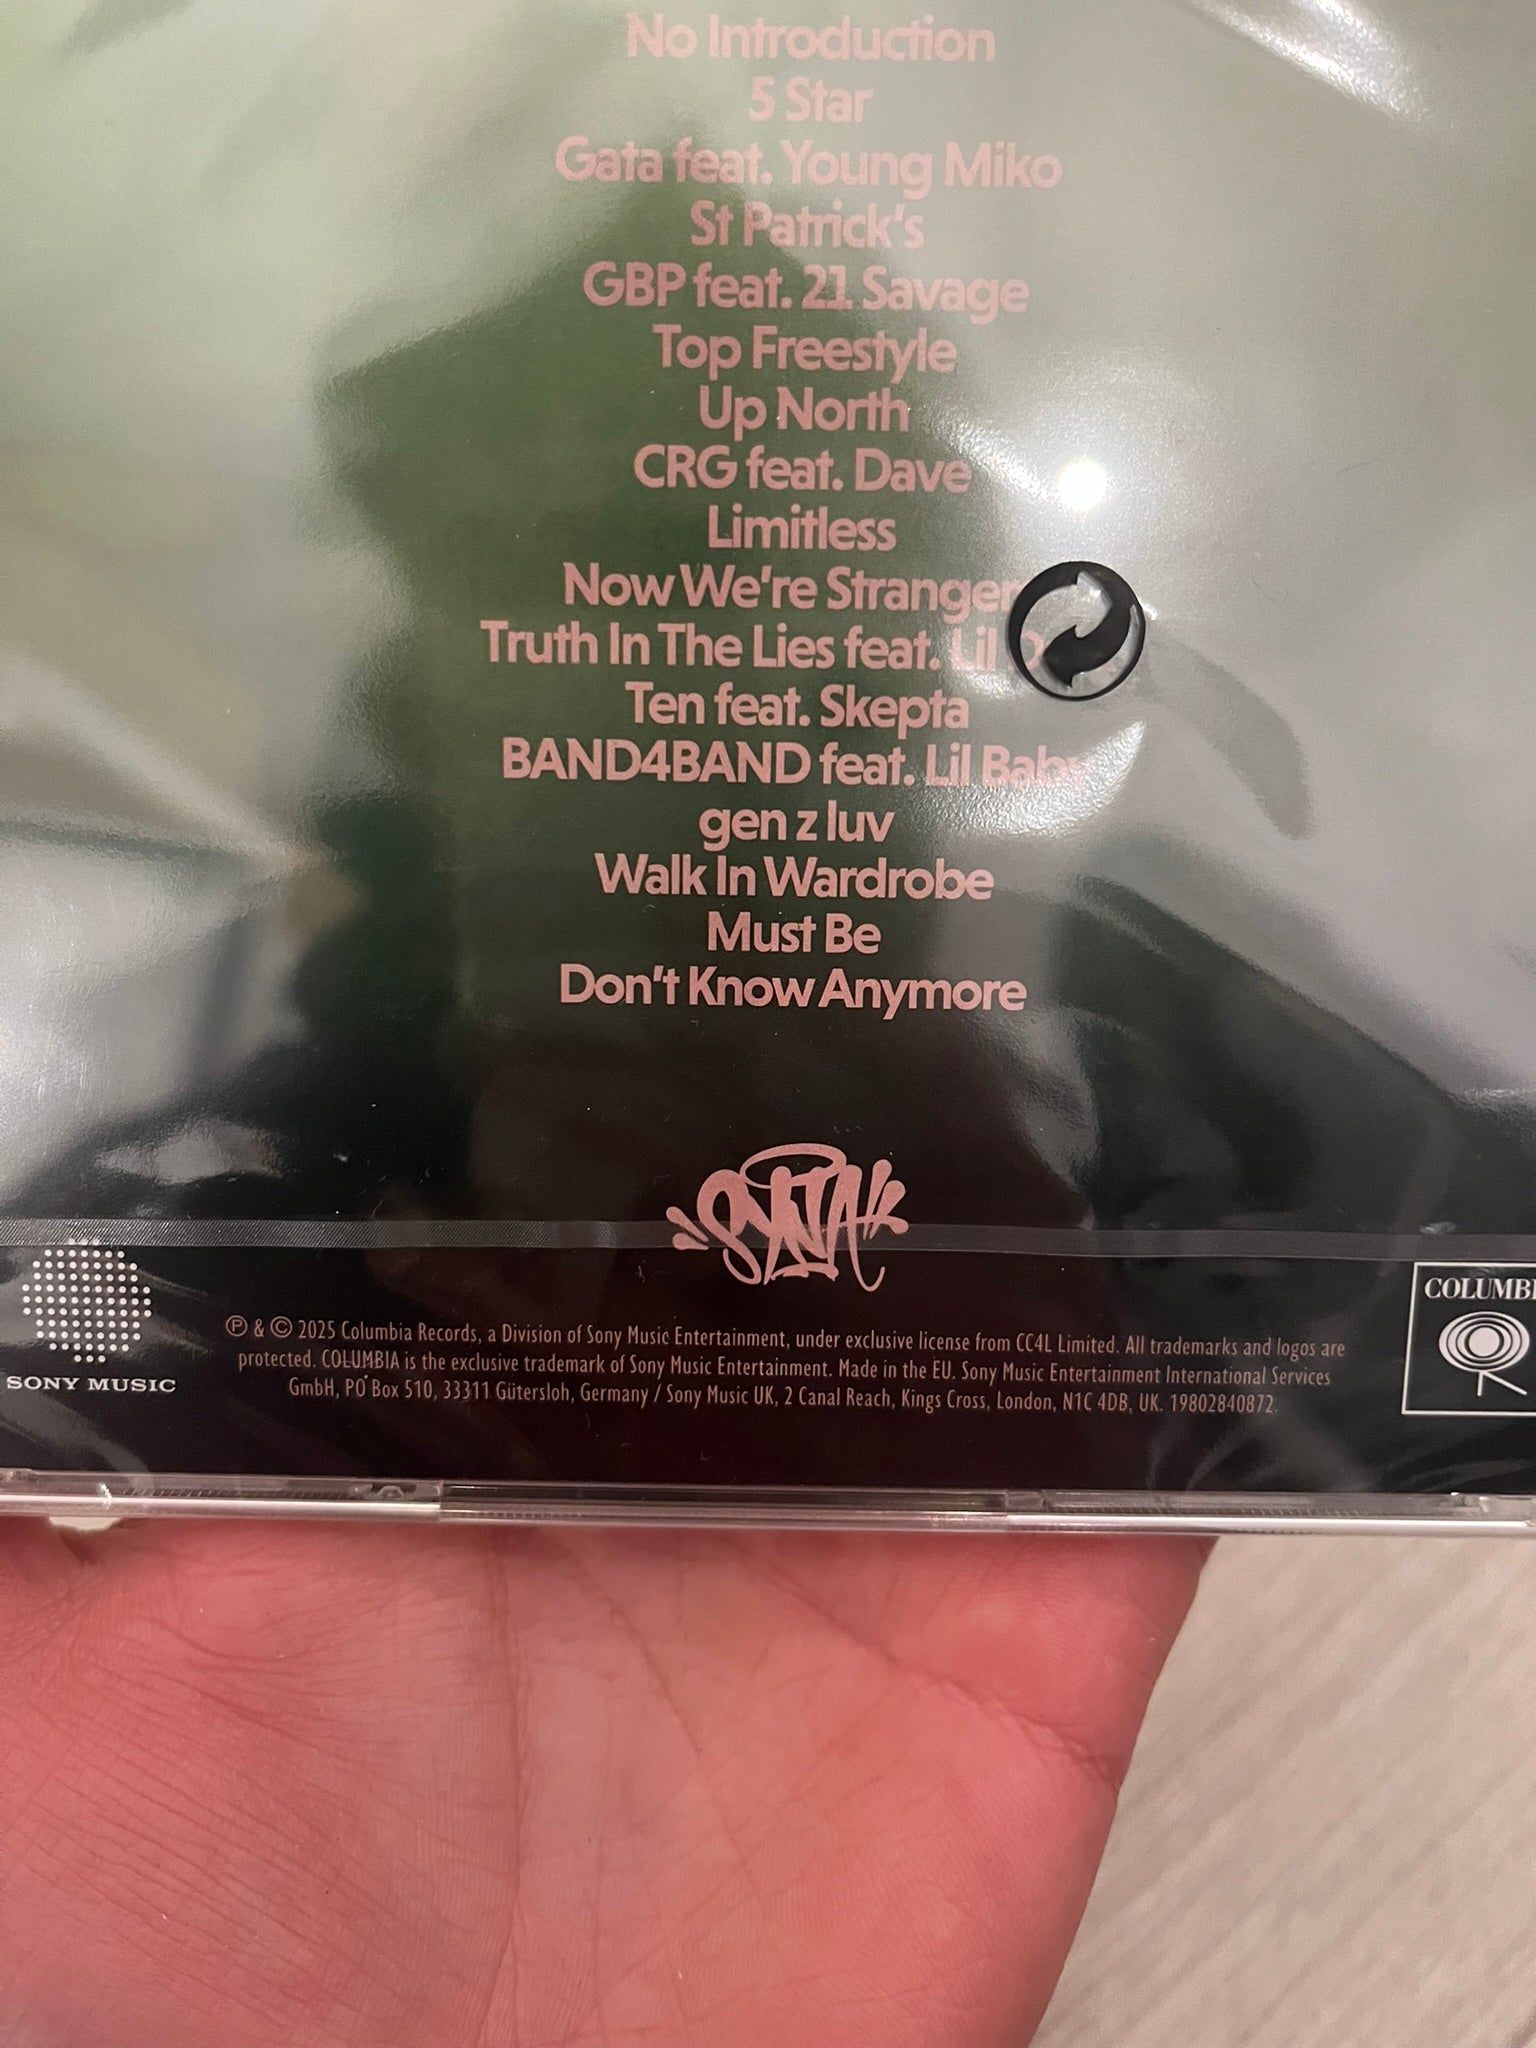 No Introduction
5 Star
Gata feat. Young Miko
St Patrick's
GBP feat. 21 Savage
Top Freestyle
Up North
CRG feat. Dave
Limitless
Now We're
Truth In The Lies feat. Lil
Ten feat. Skepta
BAND4BAND feat. Lil Baby
gen z luv
Walk In Wardrobe
Must Be
Don't Know Anymore
SYNA
SONY MUSIC
℗ & © 2025 Columbia Records, a Division of Sony Music Entertainment, under exclusive license from CC4L Limited. All trademarks and logos are
protected. COLUMBIA is the exclusive trademark of Sony Music Entertainment. Made in the EU. Sony Music Entertainment International Services
GmbH, PO Box 510, 33311 Gütersloh, Germany / Sony Music UK, 2 Canal Reach, Kings Cross, London, N1C 4DB, UK. 19802840872.